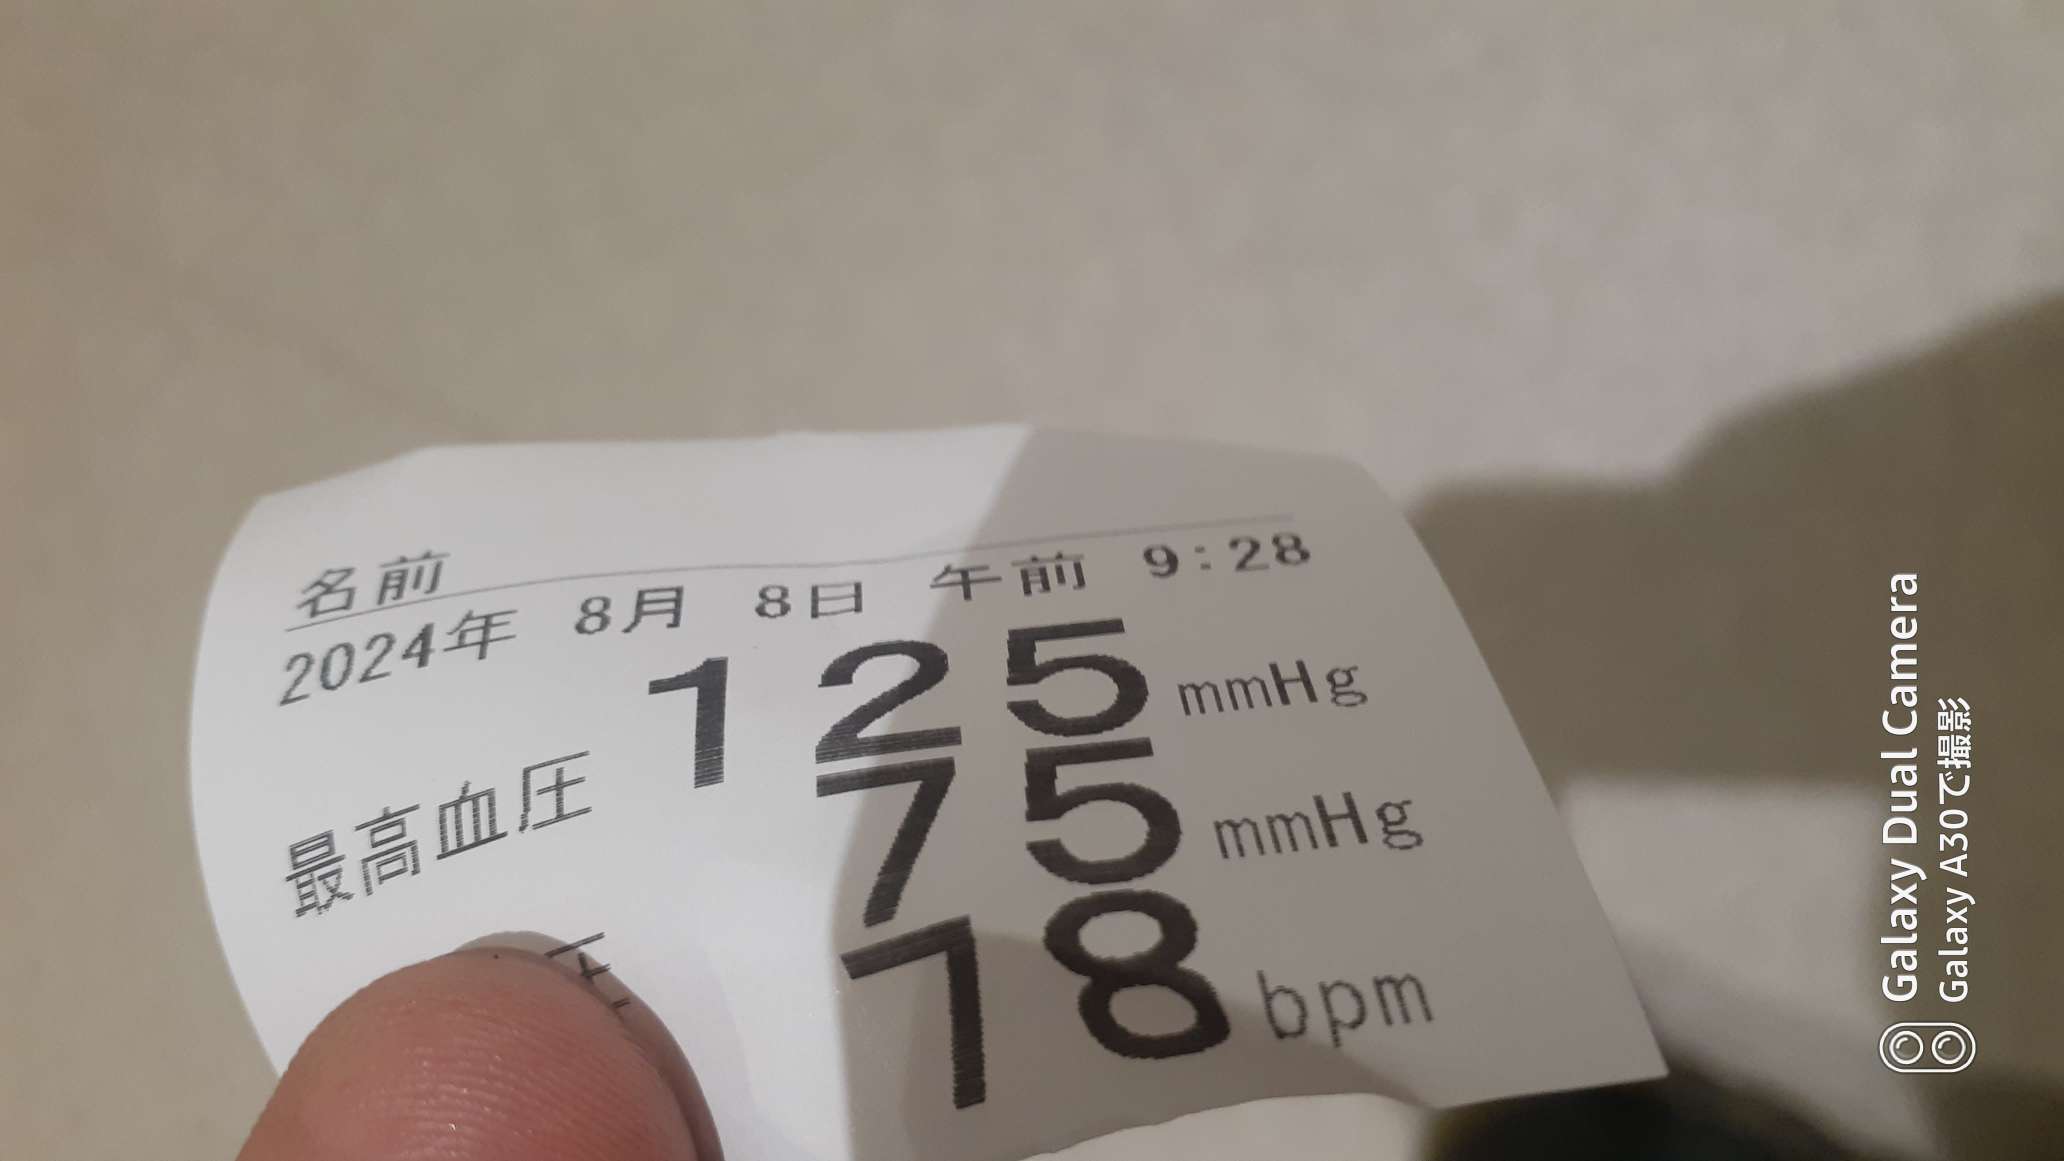 名前
2024年 8月 8日 午前 9:28
最高血圧 125 mmHg
75 mmHg
78 bpm
Galaxy Dual Camera
Galaxy A30で撮影